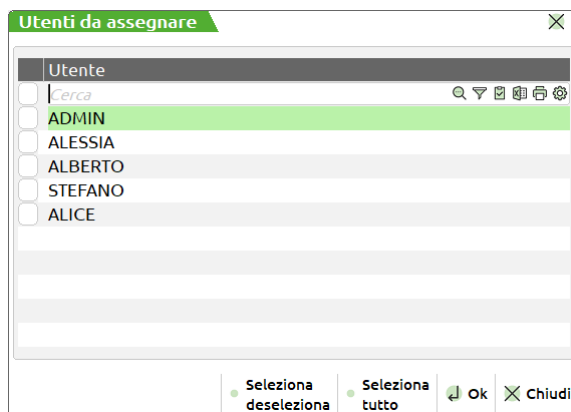 Utenti da assegnare
Utente
Cerca
ADMIN
ALESSIA
ALBERTO
STEFANO
ALICE
Seleziona deseleziona
Seleziona tutto
Ok
Chiudi